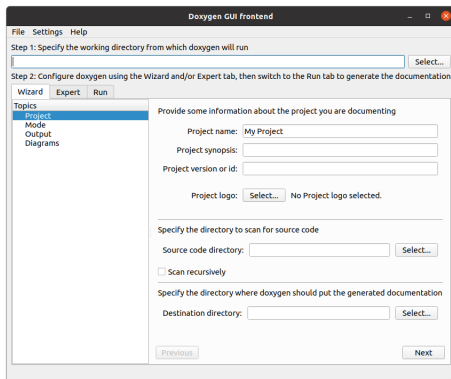 Doxygen GUI frontend
File Settings Help
Step 1: Specify the working directory from which doxygen will run
Select...
Step 2: Configure doxygen using the Wizard and/or Expert tab, then switch to the Run tab to generate the documentation
Wizard Expert Run
Topics
Project
Mode
Output
Diagrams
Provide some information about the project you are documenting
Project name: My Project
Project synopsis:
Project version or id:
Project logo: Select... No Project logo selected.
Specify the directory to scan for source code
Source code directory: Select...
Scan recursively
Specify the directory where doxygen should put the generated documentation
Destination directory: Select...
Previous Next